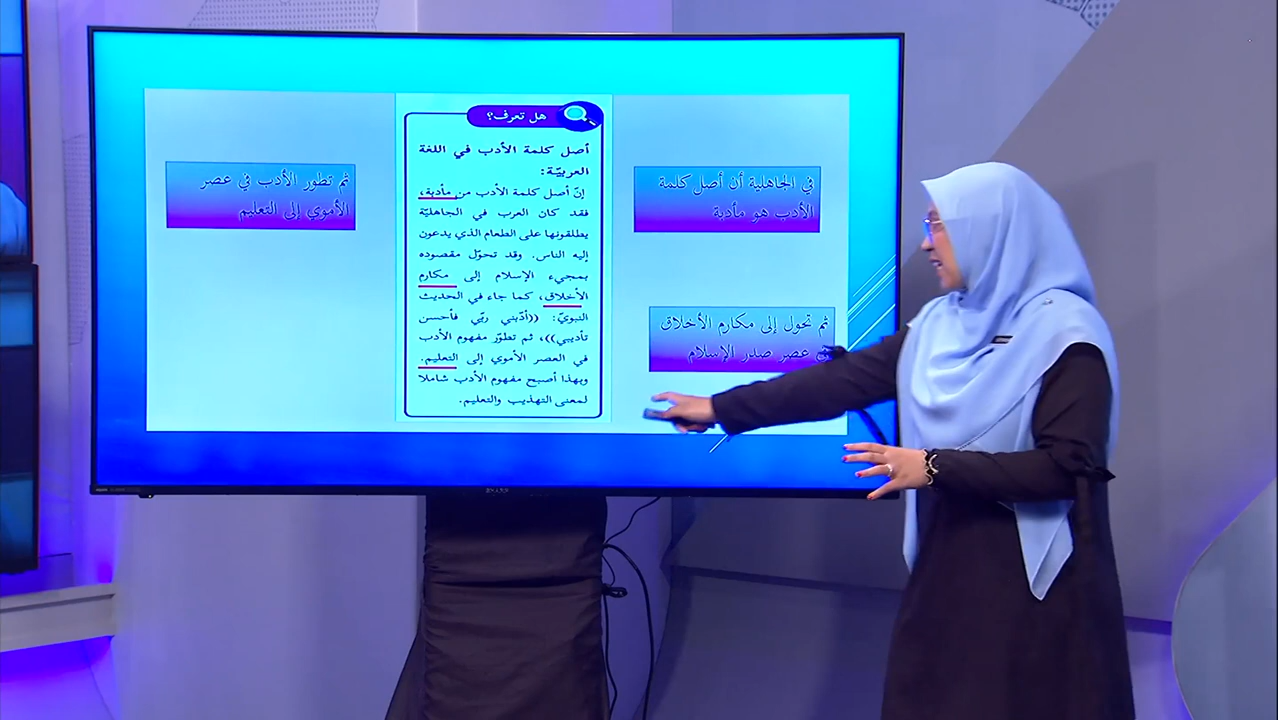 هل تعرف؟
أصل كلمة الأدب في اللغة
العربيّة:
إنّ أصل كلمة الأدب من مأدبة،
فقد كان العرب في الجاهليّة
يطلقونها على الطعام الذي يدعون
إليه الناس. وقد تحوّل مقصوده
بمجيء الإسلام إلى مكارم
الأخلاق، كما جاء في الحديث
النبويّ: ((أدّبني ربّي فأحسن
تأديبي))، ثم تطوّر مفهوم الأدب
في العصر الأموي إلى التعليم.
وبهذا أصبح مفهوم الأدب شاملا
لمعنى التهذيب والتعليم.
في الجاهلية أن أصل كلمة
الأدب هو مأدبة
ثم تحول إلى مكارم الأخلاق
في عصر صدر الإسلام
ثم تطور الأدب في عصر
الأموي إلى التعليم